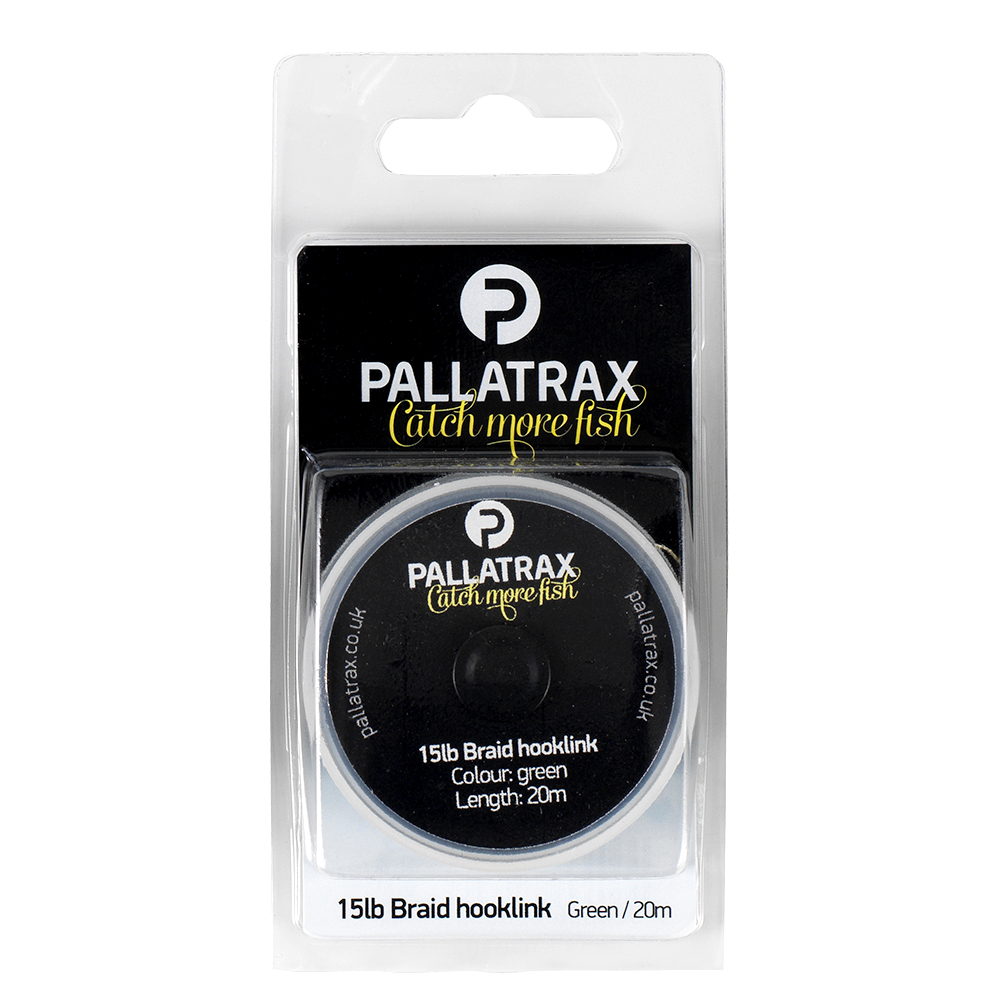 P
PALLATRAX
Catch more fish
P
PALLATRAX
Catch more fish
pallatrax.co.uk
pallatrax.co.uk
15lb Braid hooklink
Colour: green
Length: 20m
15lb Braid hooklink Green / 20m